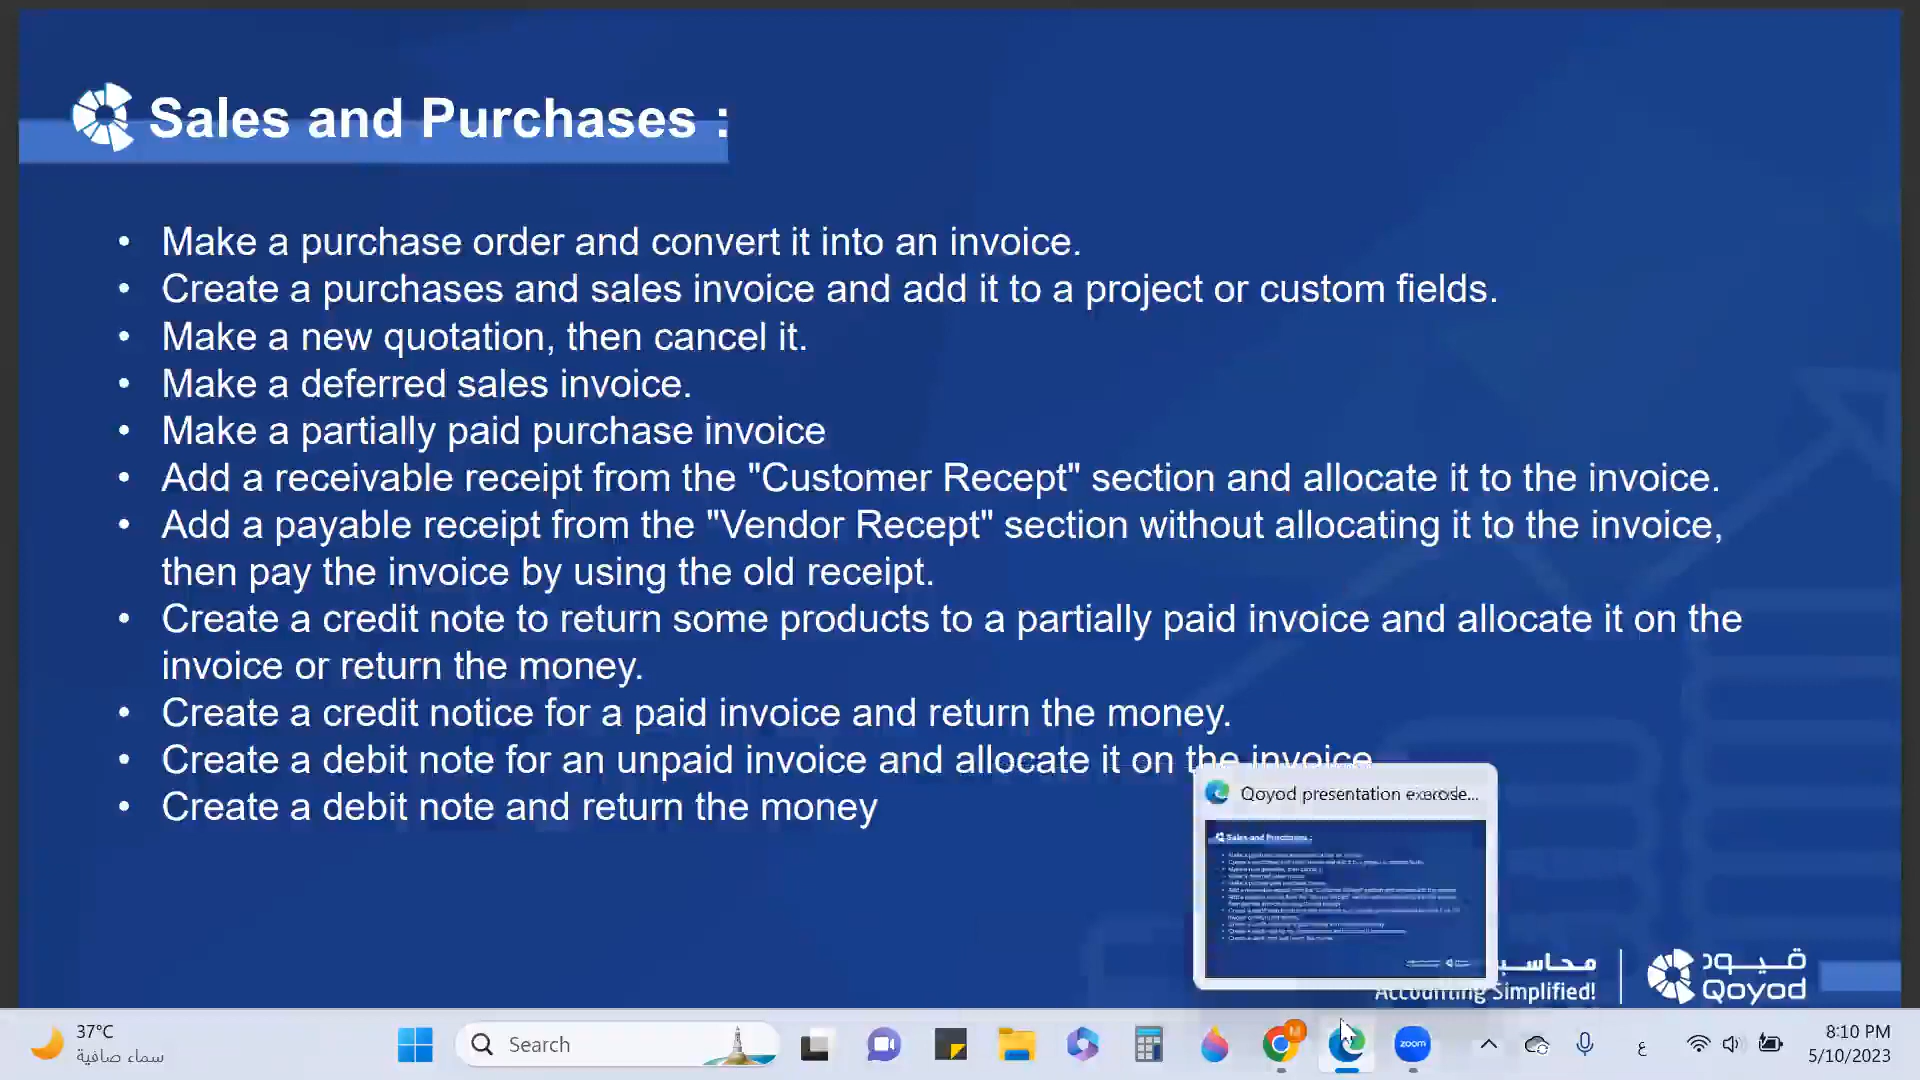 Sales and Purchases :
• Make a purchase order and convert it into an invoice.
• Create a purchases and sales invoice and add it to a project or custom fields.
• Make a new quotation, then cancel it.
• Make a deferred sales invoice.
• Make a partially paid purchase invoice
• Add a receivable receipt from the "Customer Recept" section and allocate it to the invoice.
• Add a payable receipt from the "Vendor Recept" section without allocating it to the invoice,
then pay the invoice by using the old receipt.
• Create a credit note to return some products to a partially paid invoice and allocate it on the
invoice or return the money.
• Create a credit notice for a paid invoice and return the money.
• Create a debit note for an unpaid invoice and allocate it on the invoice
• Create a debit note and return the money
Qoyod presentation exercise...
Sales and Purchases :
قيود
Qoyod
Accounting Simplified!
37°C
سماء صافية
Search
M
zoom
ع
8:10 PM
5/10/2023